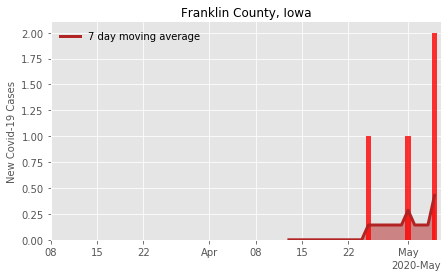 Franklin County, Iowa
7 day moving average
New Covid-19 Cases
2.00
1.75
1.50
1.25
1.00
0.75
0.50
0.25
0.00
08 15 22 Apr 08 15 22 May
2020-May